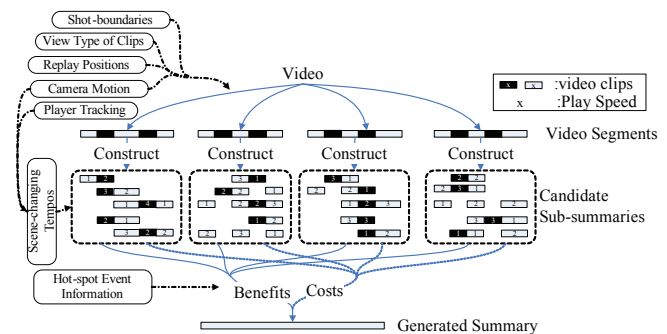 Shot-boundaries
View Type of Clips
Replay Positions
Camera Motion
Player Tracking
Video
x x :video clips
x :Play Speed
Video Segments
Construct Construct Construct Construct
Scene-changing
Tempos
Candidate
Sub-summaries
Hot-spot Event
Information
Benefits Costs
Generated Summary